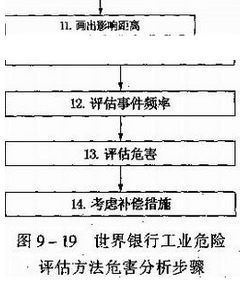 11. 画出影响距离
12. 评估事件频率
13. 评估危害
14. 考虑补偿措施
图9-19 世界银行工业危险
评估方法危害分析步骤